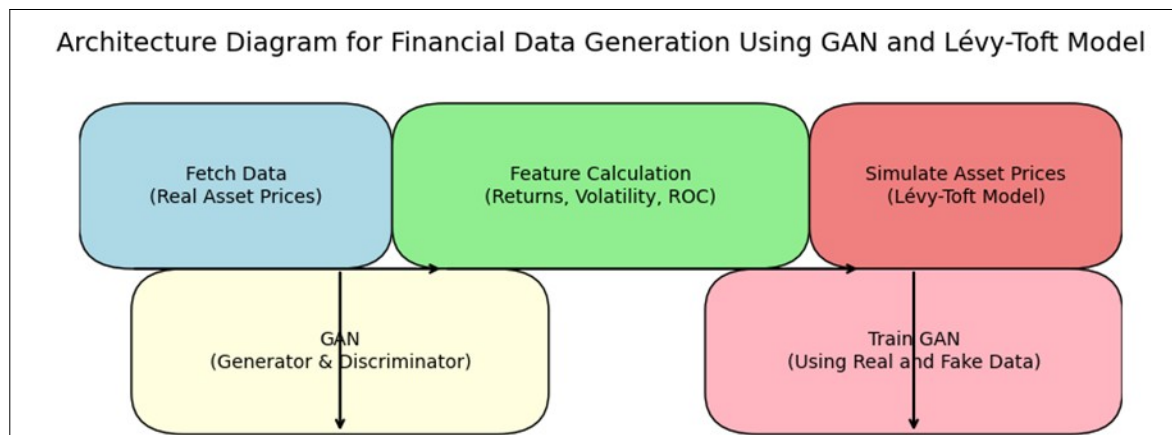 Architecture Diagram for Financial Data Generation Using GAN and Lévy-Toft Model
Fetch Data
(Real Asset Prices)
Feature Calculation
(Returns, Volatility, ROC)
Simulate Asset Prices
(Lévy-Toft Model)
GAN
(Generator & Discriminator)
Train GAN
(Using Real and Fake Data)